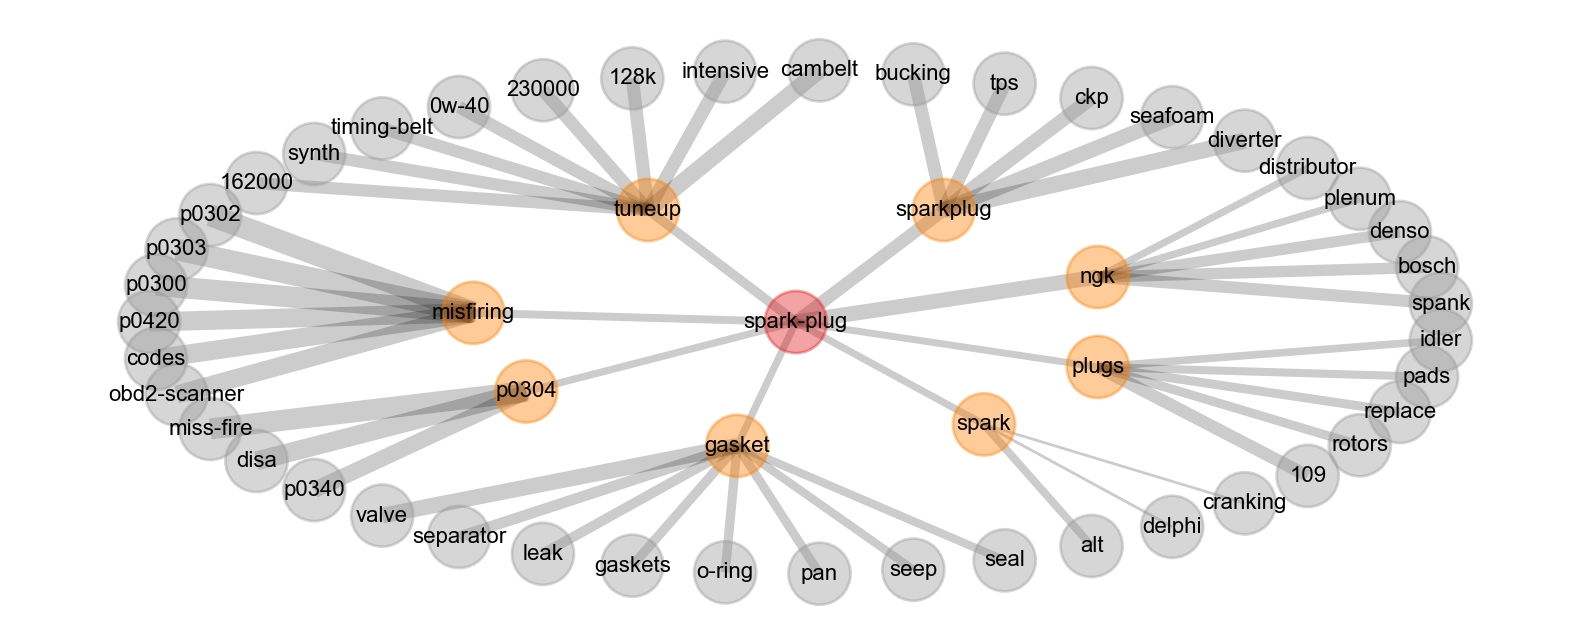 cambelt
intensive
bucking
128k
tps
230000
ckp
0w-40
seafoam
timing-belt
diverter
synth
distributor
162000
plenum
p0302
tuneup
sparkplug
denso
p0303
bosch
ngk
p0300
spank
misfiring
p0420
spark-plug
idler
codes
plugs
pads
p0304
obd2-scanner
replace
spark
miss-fire
rotors
gasket
disa
109
p0340
cranking
valve
delphi
separator
alt
leak
seal
gaskets
seep
o-ring
pan